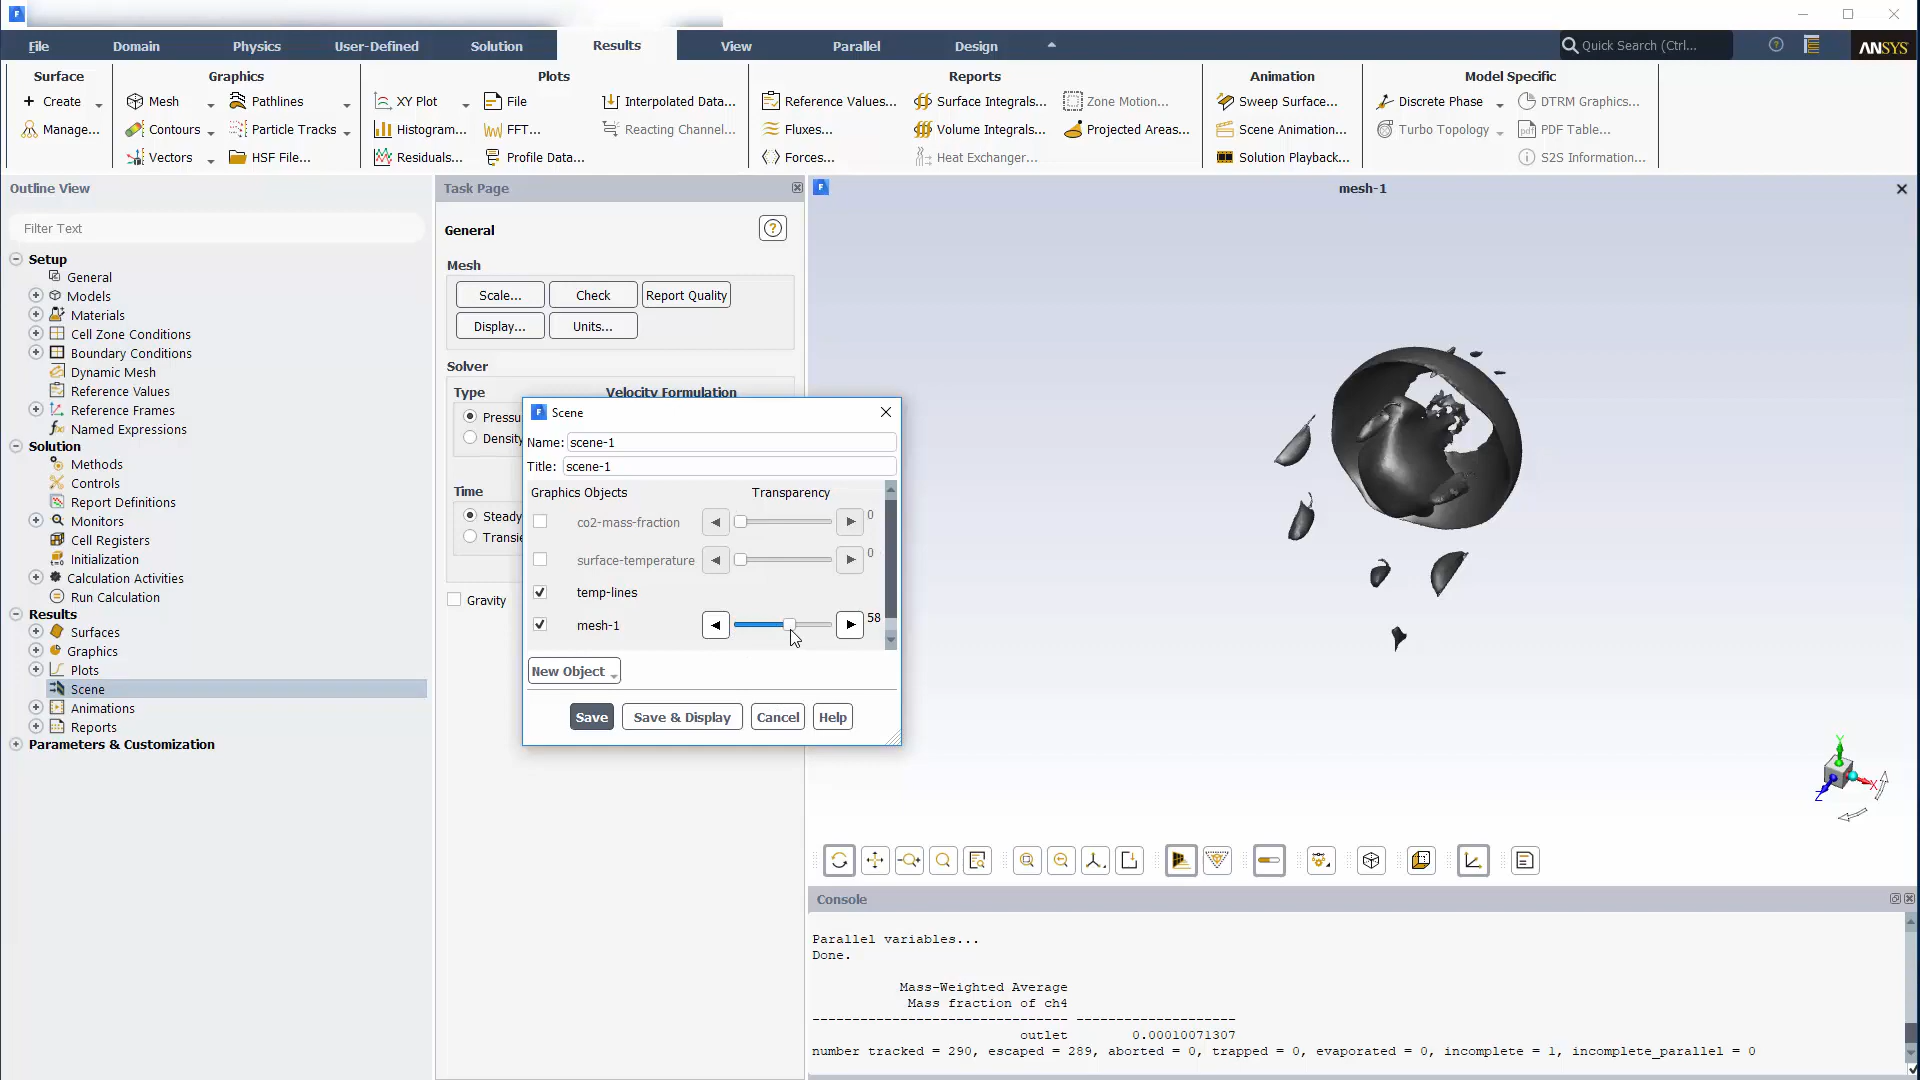 File Domain Physics User-Defined Solution Results View Parallel Design Quick Search (Ctrl... ANSYS
Surface Graphics Plots Reports Animation Model Specific
Create Mesh Pathlines XY Plot File Interpolated Data... Reference Values... Surface Integrals... Zone Motion... Sweep Surface... Discrete Phase DTRM Graphics...
Manage... Contours Particle Tracks Histogram... FFT... Reacting Channel... Fluxes... Volume Integrals... Projected Areas... Scene Animation... Turbo Topology PDF Table...
Vectors HSF File... Residuals... Profile Data... Forces... Heat Exchanger... Solution Playback... S2S Information...
Outline View
Filter Text
Setup
General
Models
Materials
Cell Zone Conditions
Boundary Conditions
Dynamic Mesh
Reference Values
Reference Frames
Named Expressions
Solution
Methods
Controls
Report Definitions
Monitors
Cell Registers
Initialization
Calculation Activities
Run Calculation
Results
Surfaces
Graphics
Plots
Scene
Animations
Reports
Parameters & Customization
Task Page
General
Mesh
Scale... Check Report Quality
Display... Units...
Solver
Type Velocity Formulation
Pressu
Density
Time
Steady
Transie
Gravity
Scene
Name: scene-1
Title: scene-1
Graphics Objects Transparency
co2-mass-fraction 0
surface-temperature 0
temp-lines
mesh-1 58
New Object
Save Save & Display Cancel Help
mesh-1
Y
X
Z
Console
Parallel variables...
Done.
Mass-Weighted Average
Mass fraction of ch4
-------------------------------- --------------------
outlet 0.00010071307
number tracked = 290, escaped = 289, aborted = 0, trapped = 0, evaporated = 0, incomplete = 1, incomplete_parallel = 0